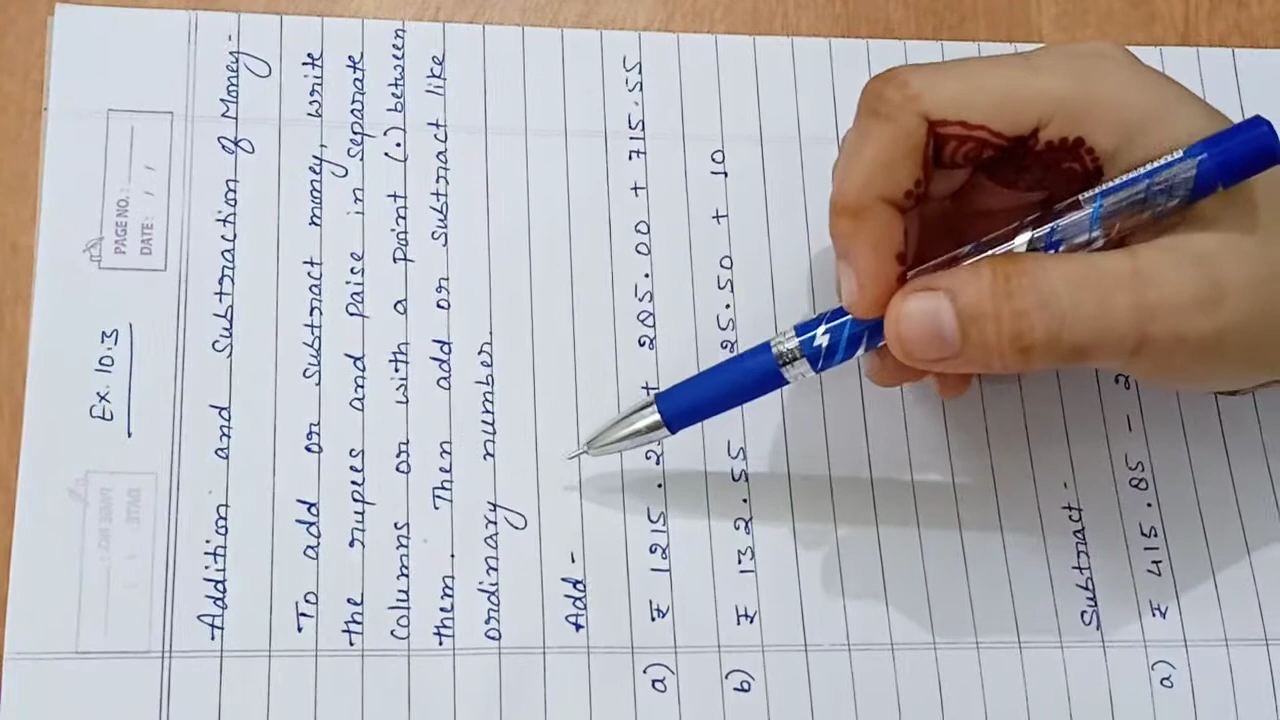 PAGE NO.:
DATE: / /
Ex. 10.3
Addition and Subtraction of Money-
To add or subtract money, write
the rupees and paise in separate
columns or with a point (.) between
them. Then add or subtract like
ordinary number.
Add-
a) ₹ 1215.2 + 205.00 + 715.55
b) ₹ 132.55 25.50 + 10
Subtract-
a) ₹ 415.85 - 2